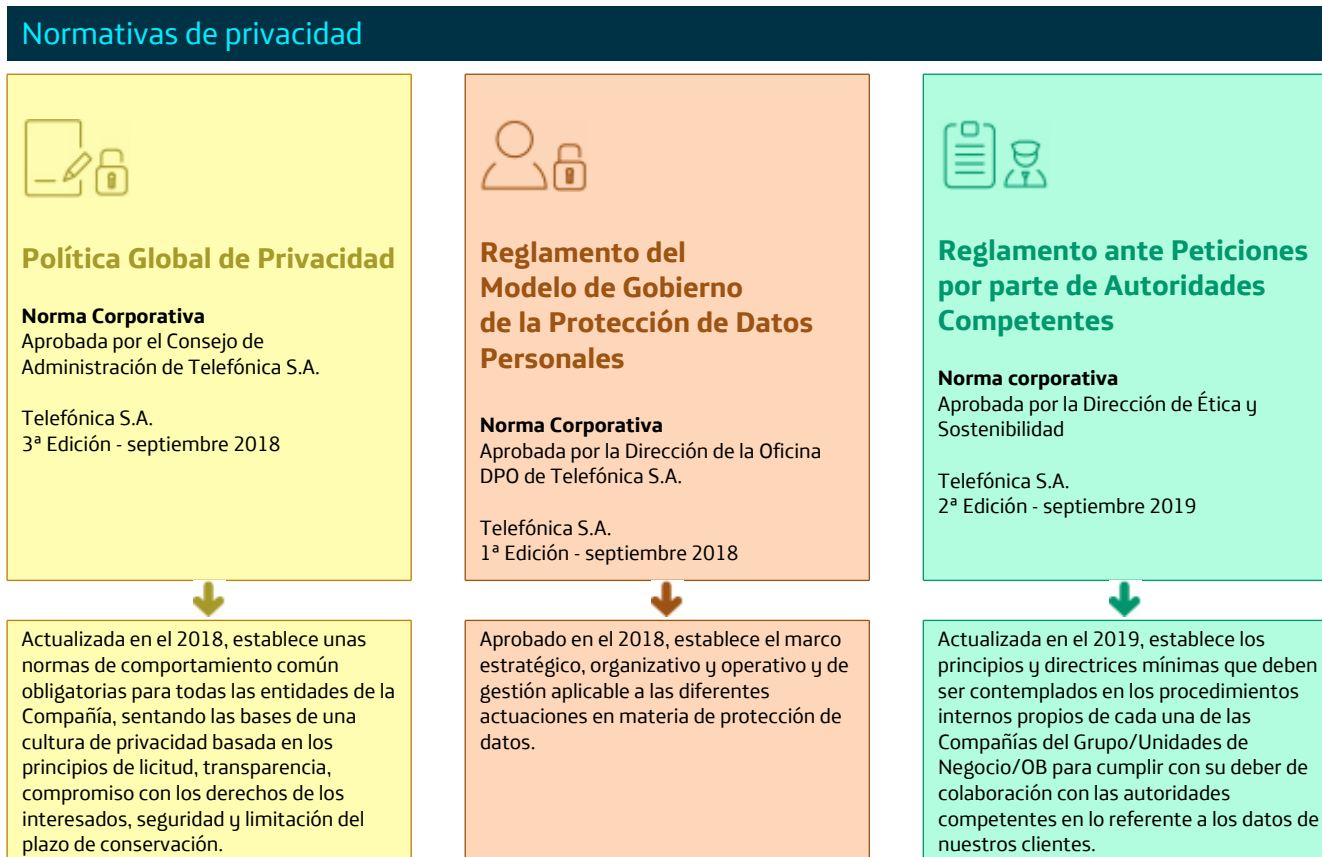 Normativas de privacidad
Política Global de Privacidad
Norma Corporativa
Aprobada por el Consejo de
Administración de Telefónica S.A.
Telefónica S.A.
3ª Edición - septiembre 2018
Actualizada en el 2018, establece unas
normas de comportamiento común
obligatorias para todas las entidades de la
Compañía, sentando las bases de una
cultura de privacidad basada en los
principios de licitud, transparencia,
compromiso con los derechos de los
interesados, seguridad y limitación del
plazo de conservación.
Reglamento del
Modelo de Gobierno
de la Protección de Datos
Personales
Norma Corporativa
Aprobada por la Dirección de la Oficina
DPO de Telefónica S.A.
Telefónica S.A.
1ª Edición - septiembre 2018
Aprobado en el 2018, establece el marco
estratégico, organizativo y operativo y de
gestión aplicable a las diferentes
actuaciones en materia de protección de
datos.
Reglamento ante Peticiones
por parte de Autoridades
Competentes
Norma corporativa
Aprobada por la Dirección de Ética y
Sostenibilidad
Telefónica S.A.
2ª Edición - septiembre 2019
Actualizada en el 2019, establece los
principios y directrices mínimas que deben
ser contemplados en los procedimientos
internos propios de cada una de las
Compañías del Grupo/Unidades de
Negocio/OB para cumplir con su deber de
colaboración con las autoridades
competentes en lo referente a los datos de
nuestros clientes.